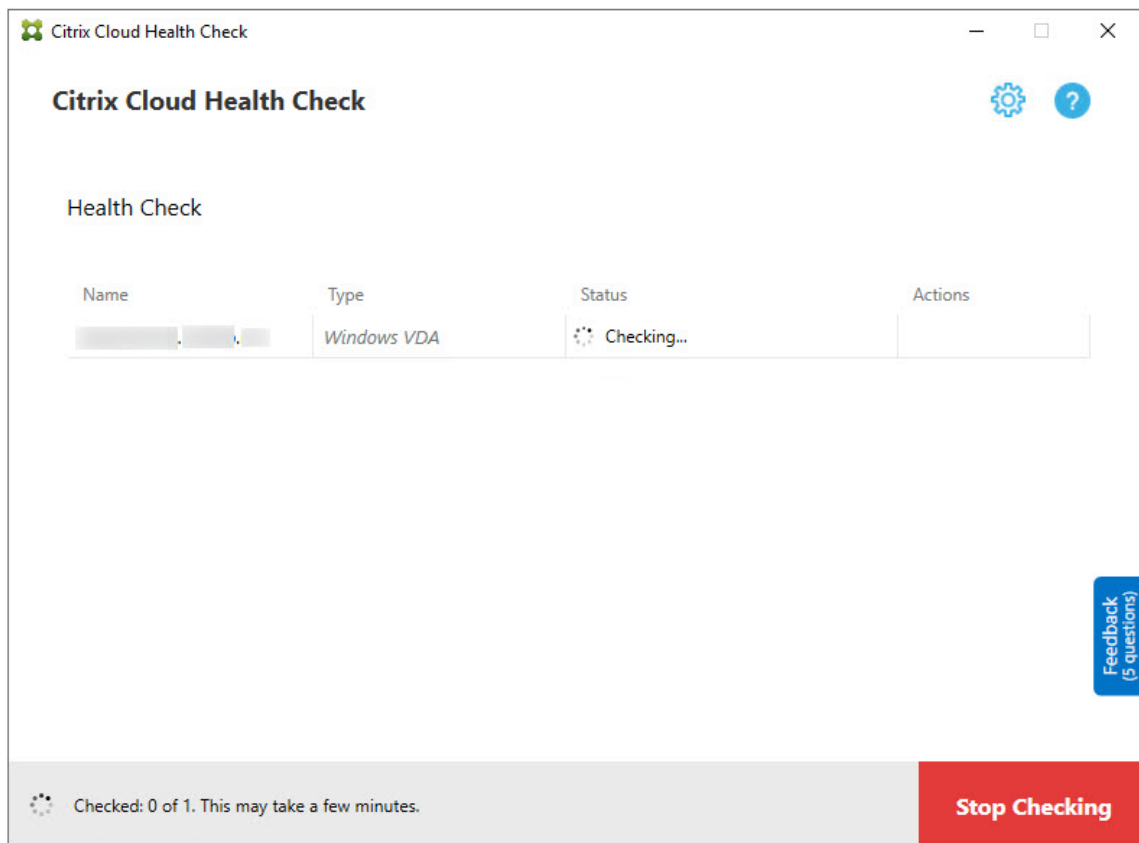 Citrix Cloud Health Check
Citrix Cloud Health Check
?
Health Check
Name Type Status Actions
Windows VDA Checking...
Feedback
(5 questions)
Checked: 0 of 1. This may take a few minutes.
Stop Checking